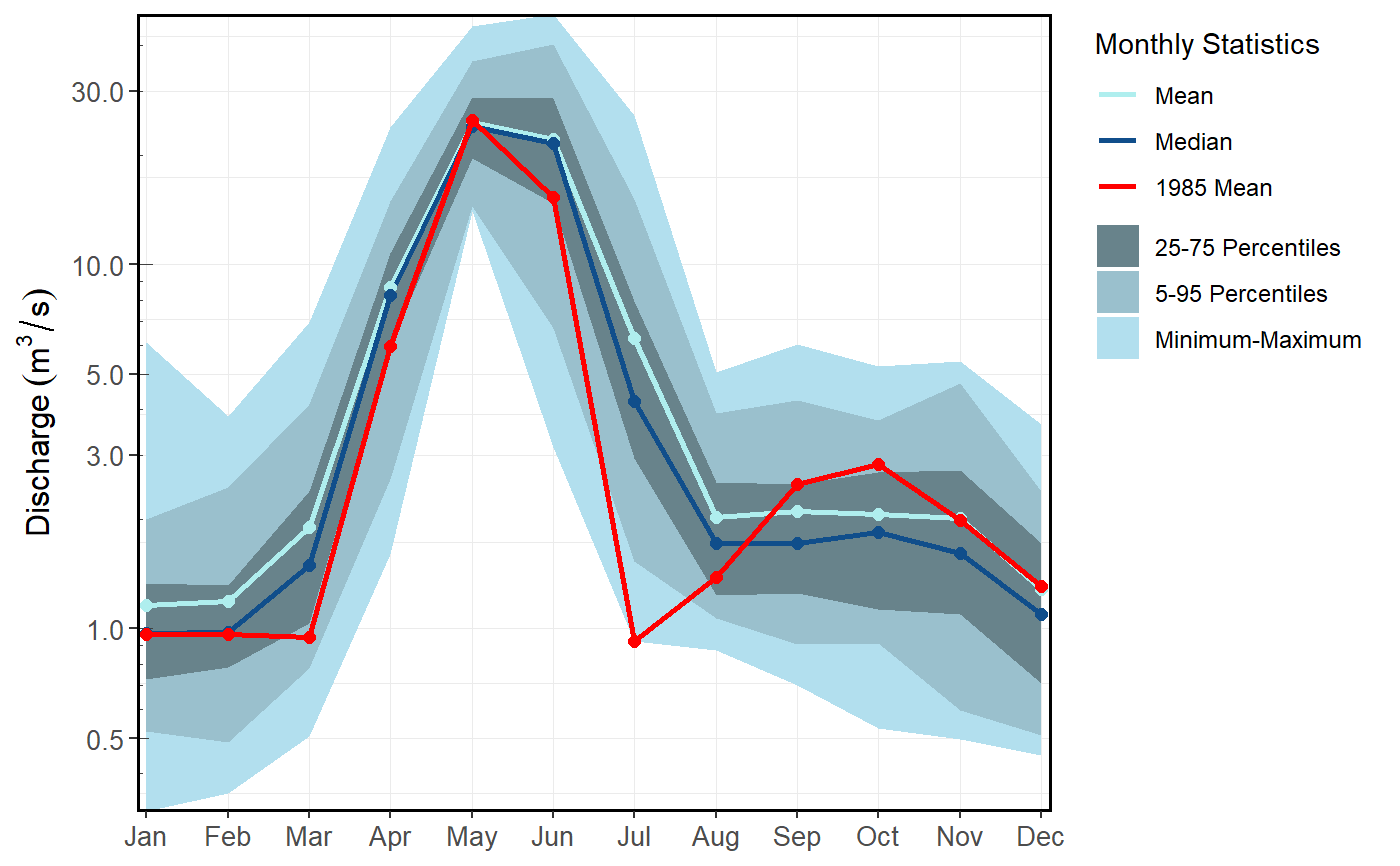 Discharge (m³/s)
30.0
10.0
5.0
3.0
1.0
0.5
Jan Feb Mar Apr May Jun Jul Aug Sep Oct Nov Dec
Monthly Statistics
Mean
Median
1985 Mean
25-75 Percentiles
5-95 Percentiles
Minimum-Maximum